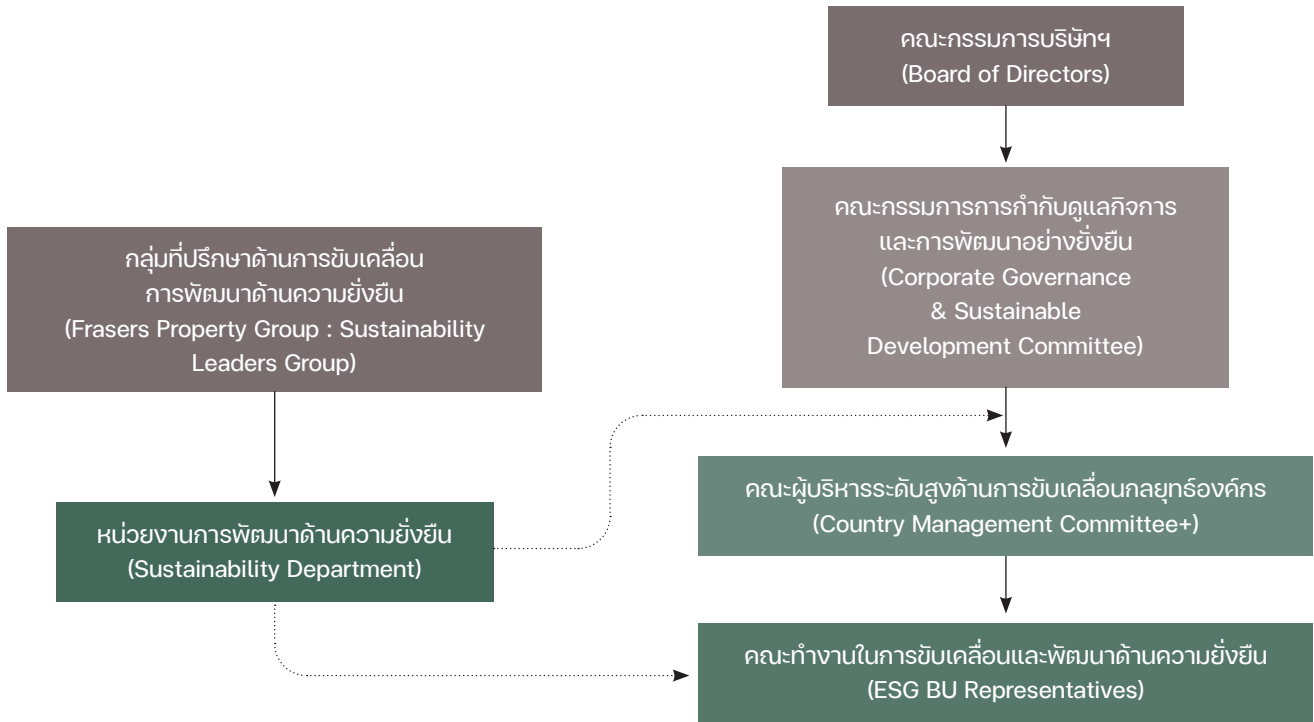 คณะกรรมการบริษัทฯ
(Board of Directors)
คณะกรรมการการกำกับดูแลกิจการ
และการพัฒนาอย่างยั่งยืน
(Corporate Governance
& Sustainable
Development Committee)
กลุ่มที่ปรึกษาด้านการขับเคลื่อน
การพัฒนาด้านความยั่งยืน
(Frasers Property Group : Sustainability
Leaders Group)
คณะผู้บริหารระดับสูงด้านการขับเคลื่อนกลยุทธ์องค์กร
(Country Management Committee+)
หน่วยงานการพัฒนาด้านความยั่งยืน
(Sustainability Department)
คณะทำงานในการขับเคลื่อนและพัฒนาด้านความยั่งยืน
(ESG BU Representatives)